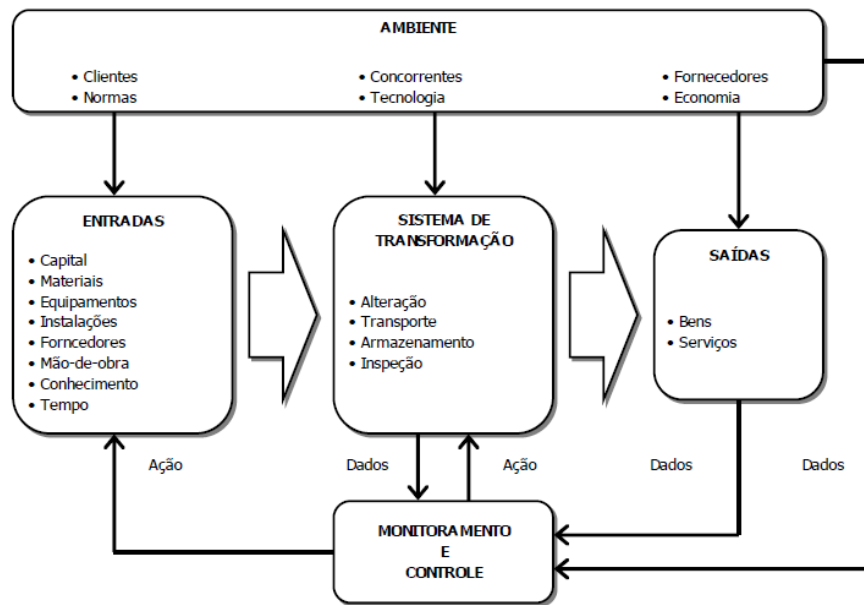 AMBIENTE
• Clientes
• Normas
• Concorrentes
• Tecnologia
• Fornecedores
• Economia
ENTRADAS
• Capital
• Materiais
• Equipamentos
• Instalações
• Forncedores
• Mão-de-obra
• Conhecimento
• Tempo
SISTEMA DE
TRANSFORMAÇÃO
• Alteração
• Transporte
• Armazenamento
• Inspeção
SAÍDAS
• Bens
• Serviços
Ação
Dados
Ação
Dados
Dados
MONITORAMENTO
E
CONTROLE